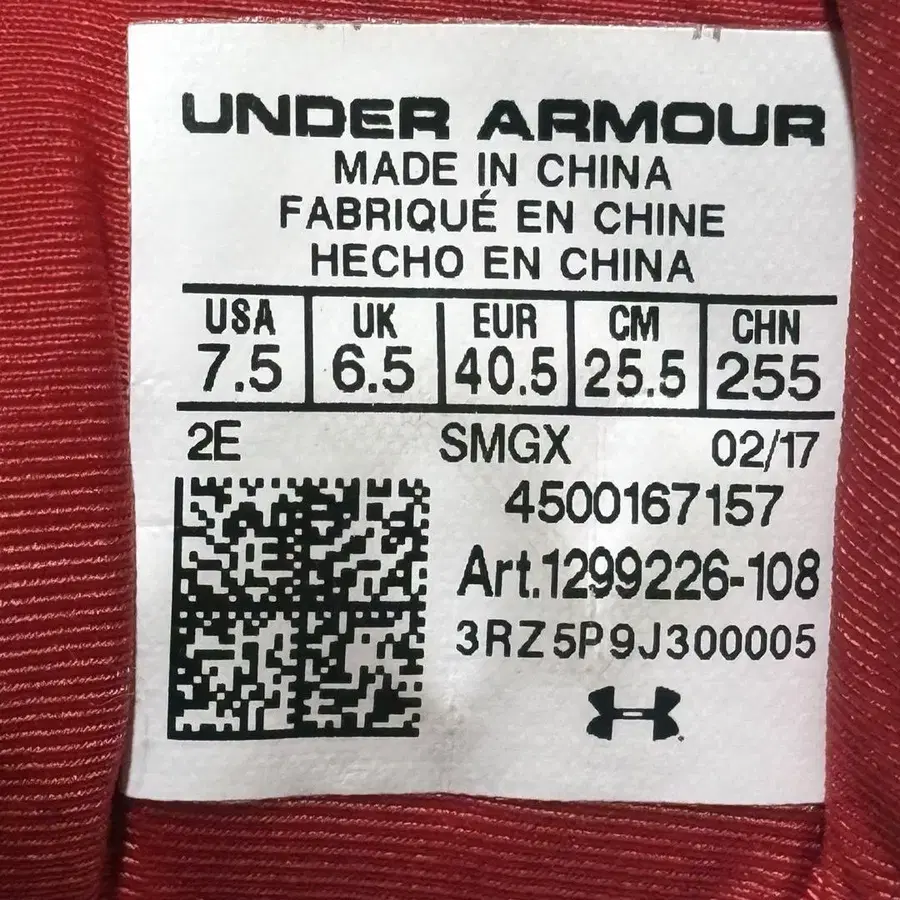 UNDER ARMOUR
MADE IN CHINA
FABRIQUÉ EN CHINE
HECHO EN CHINA
USA UK EUR CM CHN
7.5 6.5 40.5 25.5 255
2E SMGX 02/17
4500167157
Art.1299226-108
3RZ5P9J300005